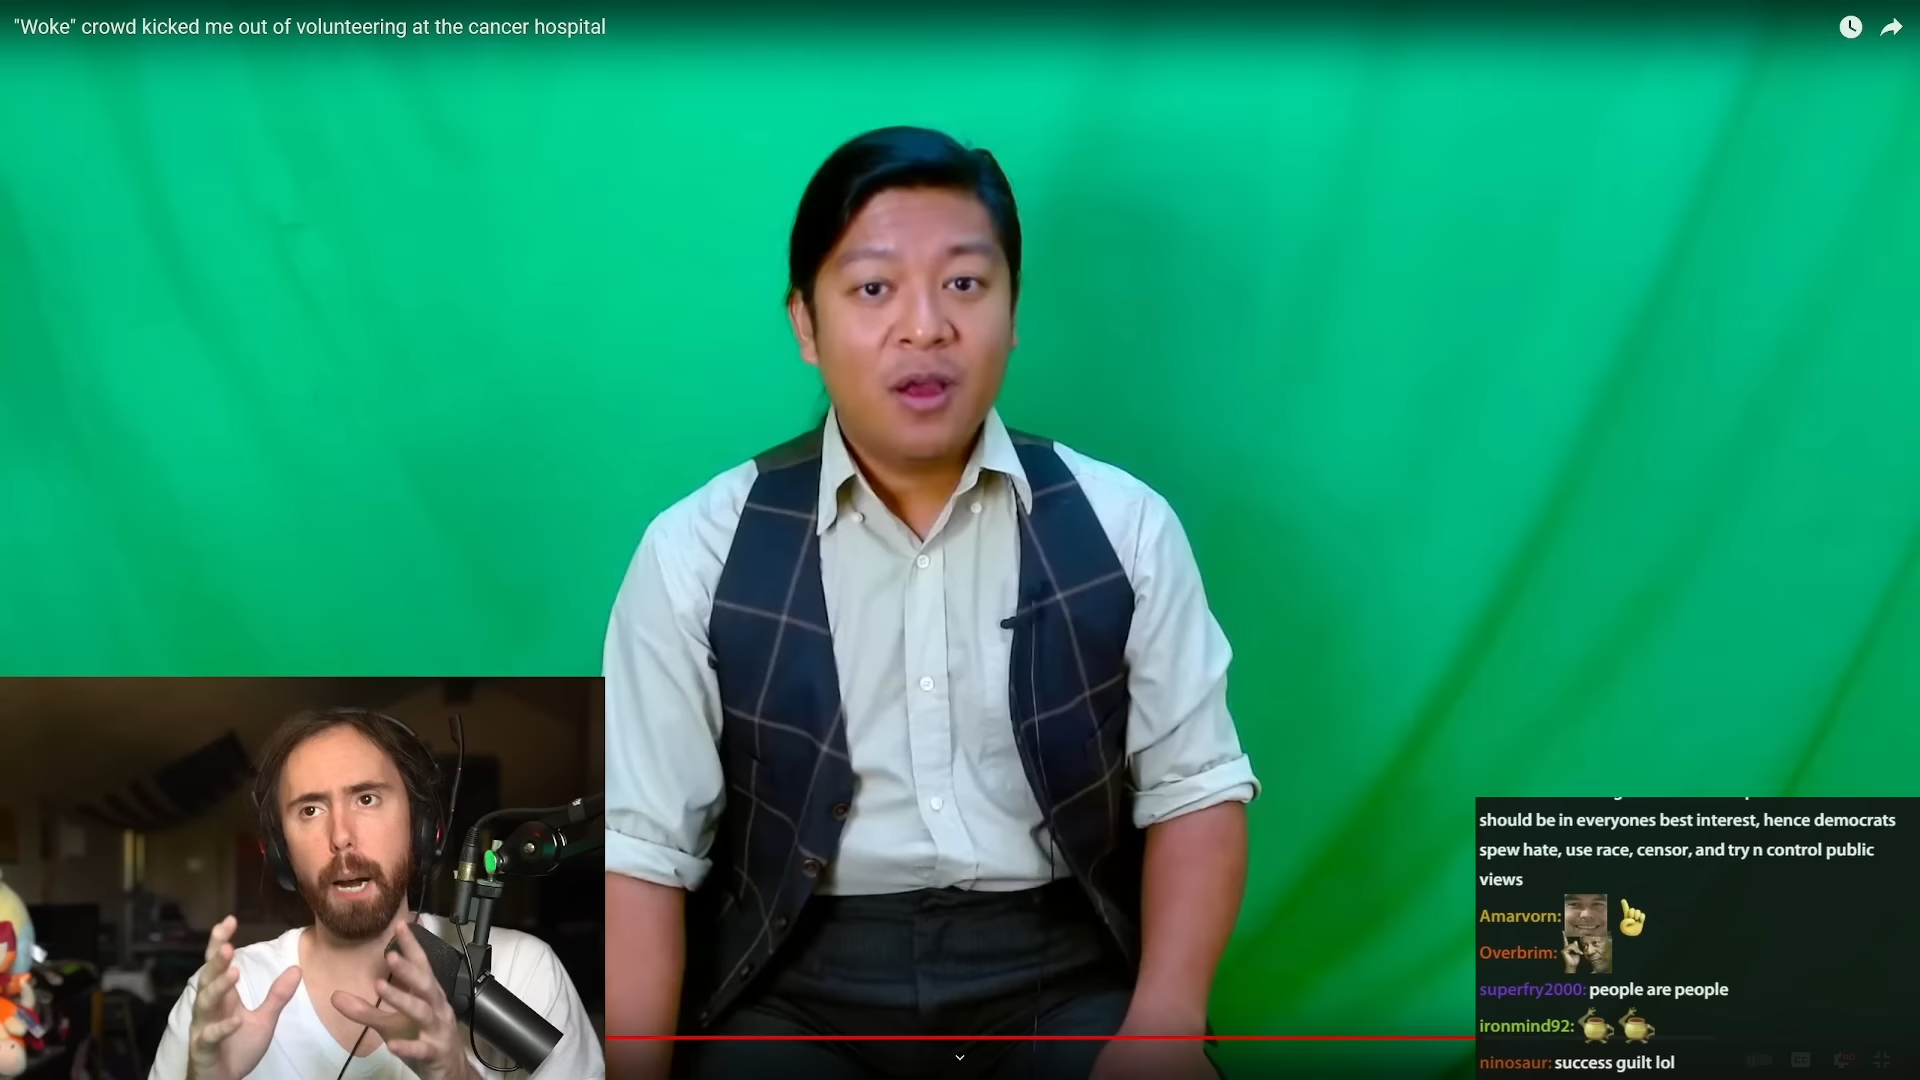 "Woke" crowd kicked me out of volunteering at the cancer hospital
should be in everyones best interest, hence democrats
spew hate, use race, censor, and try n control public
views
Amarvorn:
Overbrim:
superfry2000: people are people
ironmind92:
ninosaur: success guilt lol